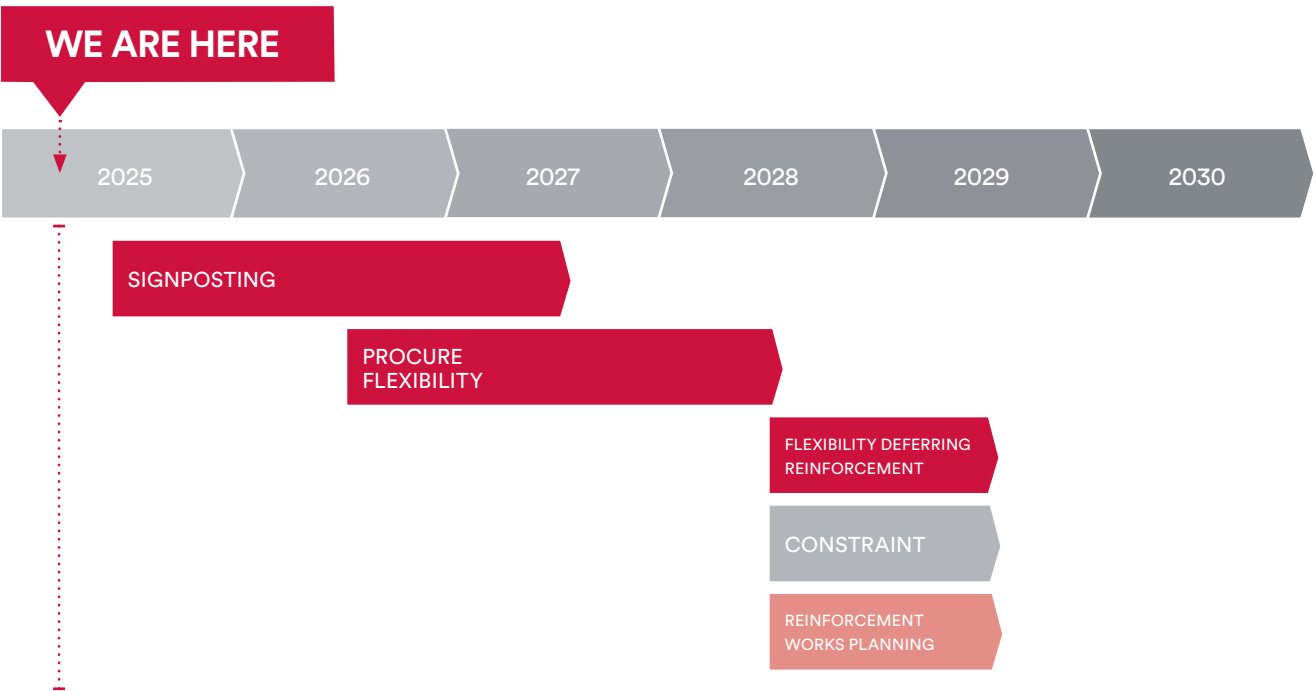 WE ARE HERE
2025 2026 2027 2028 2029 2030
SIGNPOSTING
PROCURE
FLEXIBILITY
FLEXIBILITY DEFERRING
REINFORCEMENT
CONSTRAINT
REINFORCEMENT
WORKS PLANNING